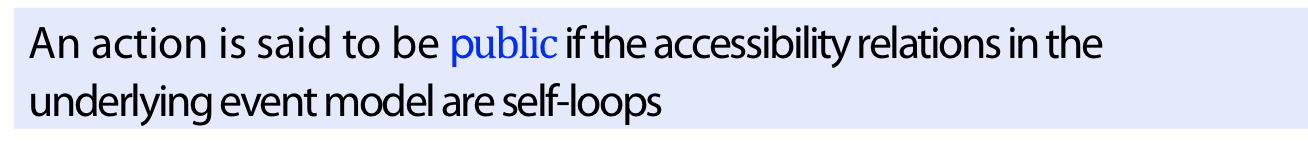 An action is said to be public if the accessibility relations in the
underlying event model are self-loops